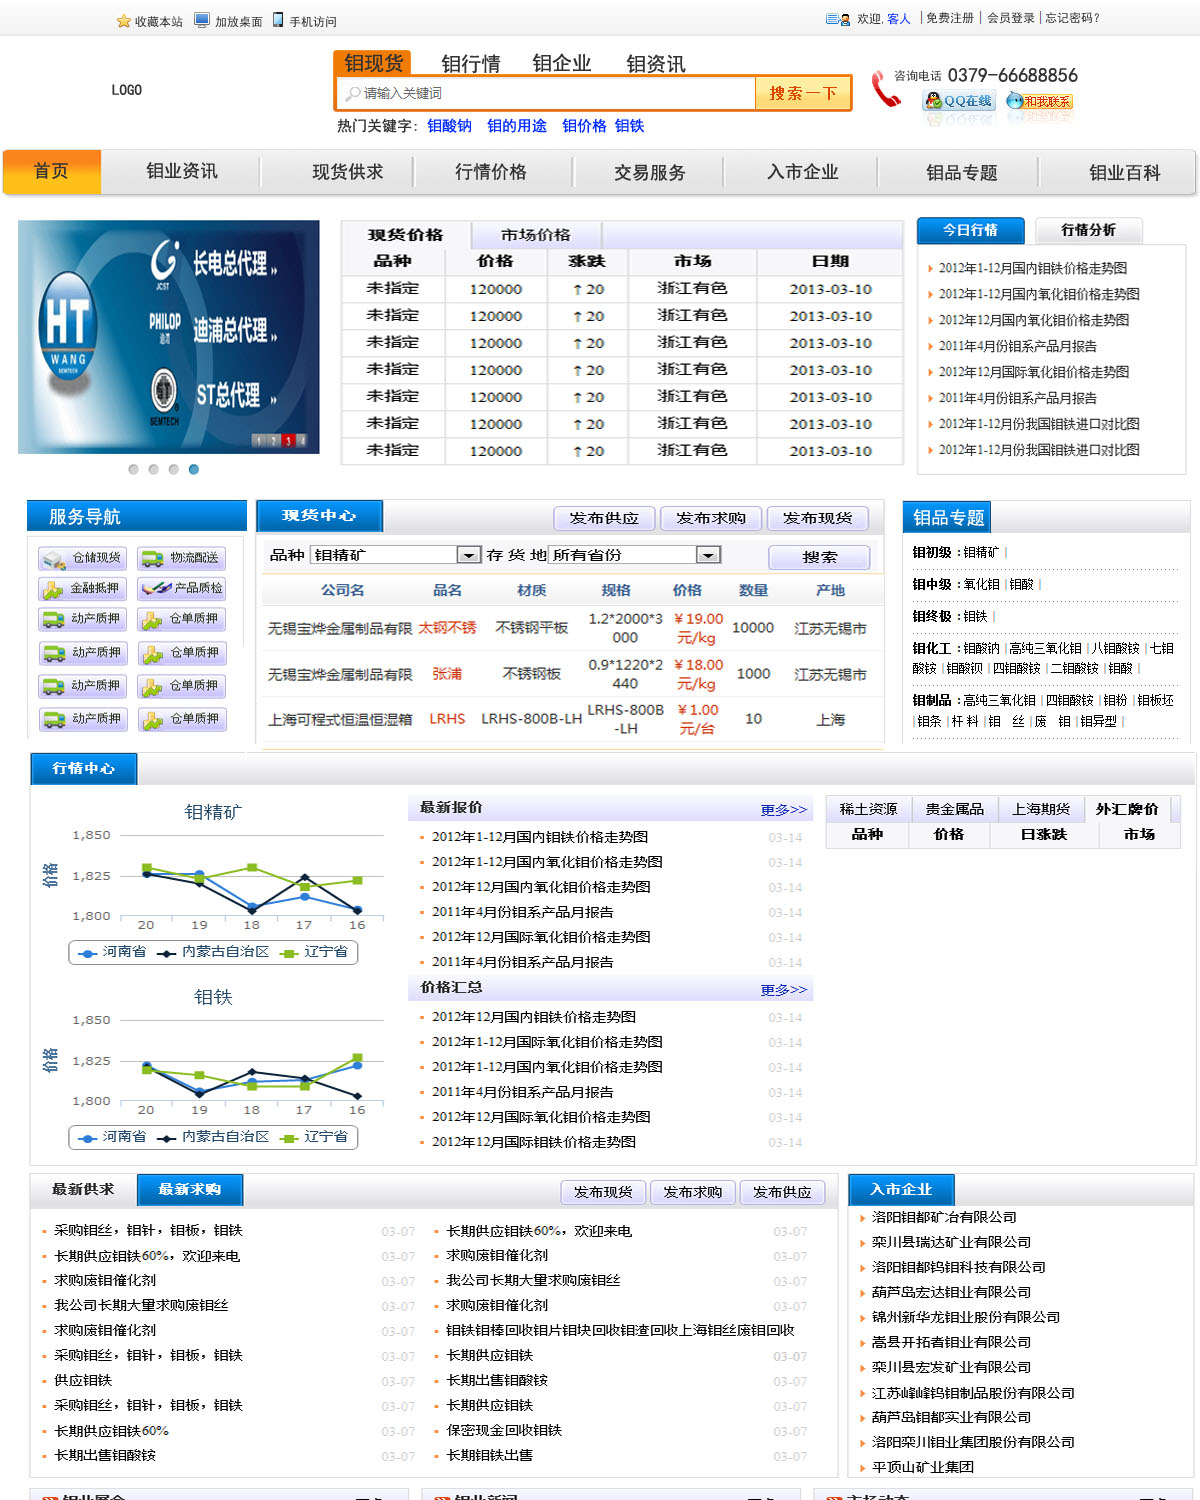 收藏本站 加放桌面 手机访问 欢迎, 客人 免费注册 会员登录 忘记密码?
LOGO
钼现货 钼行情 钼企业 钼资讯
请输入关键词 搜索一下
热门关键字: 钼酸钠 钼的用途 钼价格 钼铁
咨询电话 0379-66688856
QQ在线 和我联系
首页 钼业资讯 现货供求 行情价格 交易服务 入市企业 钼品专题 钼业百科
长电总代理
JCST
PHILOP 迪浦总代理
ST总代理
SEMTECH
HT
WANG
SEMTECH
1 2 3 4
现货价格 市场价格
品种 价格 涨跌 市场 日期
未指定 120000 ↑20 浙江有色 2013-03-10
未指定 120000 ↑20 浙江有色 2013-03-10
未指定 120000 ↑20 浙江有色 2013-03-10
未指定 120000 ↑20 浙江有色 2013-03-10
未指定 120000 ↑20 浙江有色 2013-03-10
未指定 120000 ↑20 浙江有色 2013-03-10
未指定 120000 ↑20 浙江有色 2013-03-10
今日行情 行情分析
2012年1-12月国内钼铁价格走势图
2012年1-12月国内氧化钼价格走势图
2012年12月国内氧化钼价格走势图
2011年4月份钼系产品月报告
2012年12月国际氧化钼价格走势图
2011年4月份钼系产品月报告
2012年1-12月份我国钼铁进口对比图
2012年1-12月份我国钼铁进口对比图
服务导航
仓储现货 物流配送
金融抵押 产品质检
动产质押 仓单质押
动产质押 仓单质押
动产质押 仓单质押
动产质押 仓单质押
现货中心 发布供应 发布求购 发布现货
品种 钼精矿 存 货 地 所有省份 搜索
公司名 品名 材质 规格 价格 数量 产地
无锡宝烨金属制品有限 太钢不锈 不锈钢平板 1.2*2000*3000 ￥19.00元/kg 10000 江苏无锡市
无锡宝烨金属制品有限 张浦 不锈钢板 0.9*1220*2440 ￥18.00元/kg 1000 江苏无锡市
上海可程式恒温恒湿箱 LRHS LRHS-800B-LH LRHS-800B-LH ￥1.00元/台 10 上海
钼品专题
钼初级 :钼精矿 |
钼中级 :氧化钼 |钼酸 |
钼终极 :钼铁 |
钼化工 :钼酸钠 |高纯三氧化钼 |八钼酸铵 |七钼
酸铵 |钼酸钡 |四钼酸铵 |二钼酸铵 |钼酸 |
钼制品 :高纯三氧化钼 |四钼酸铵 |钼粉 |钼板坯
|钼条 |杆 料 |钼 丝 |废 钼 |钼异型 |
行情中心
钼精矿
1,850
1,825
1,800
价格
20 19 18 17 16
河南省 内蒙古自治区 辽宁省
钼铁
1,850
1,825
1,800
价格
20 19 18 17 16
河南省 内蒙古自治区 辽宁省
最新报价 更多>>
2012年1-12月国内钼铁价格走势图 03-14
2012年1-12月国内氧化钼价格走势图 03-14
2012年12月国内氧化钼价格走势图 03-14
2011年4月份钼系产品月报告 03-14
2012年12月国际氧化钼价格走势图 03-14
2011年4月份钼系产品月报告 03-14
价格汇总 更多>>
2012年12月国内钼铁价格走势图 03-14
2012年1-12月国际氧化钼价格走势图 03-14
2012年1-12月国内氧化钼价格走势图 03-14
2011年4月份钼系产品月报告 03-14
2012年12月国际氧化钼价格走势图 03-14
2012年12月国际钼铁价格走势图 03-14
稀土资源 贵金属品 上海期货 外汇牌价
品种 价格 日涨跌 市场
最新供求 最新求购 发布现货 发布求购 发布供应
采购钼丝，钼针，钼板，钼铁 03-07
长期供应钼铁60%，欢迎来电 03-07
求购废钼催化剂 03-07
我公司长期大量求购废钼丝 03-07
求购废钼催化剂 03-07
采购钼丝，钼针，钼板，钼铁 03-07
供应钼铁 03-07
采购钼丝，钼针，钼板，钼铁 03-07
长期供应钼铁60% 03-07
长期出售钼酸铵 03-07
长期供应钼铁60%，欢迎来电 03-07
求购废钼催化剂 03-07
我公司长期大量求购废钼丝 03-07
求购废钼催化剂 03-07
钼铁钼棒回收钼片钼块回收钼渣回收上海钼丝废钼回收
长期供应钼铁 03-07
长期出售钼酸铵 03-07
长期供应钼铁 03-07
保密现金回收钼铁 03-07
长期钼铁出售 03-07
入市企业
洛阳钼都矿冶有限公司
栾川县瑞达矿业有限公司
洛阳钼都钨钼科技有限公司
葫芦岛宏达钼业有限公司
锦州新华龙钼业股份有限公司
嵩县开拓者钼业有限公司
栾川县宏发矿业有限公司
江苏峰峰钨钼制品股份有限公司
葫芦岛钼都实业有限公司
洛阳栾川钼业集团股份有限公司
平顶山矿业集团